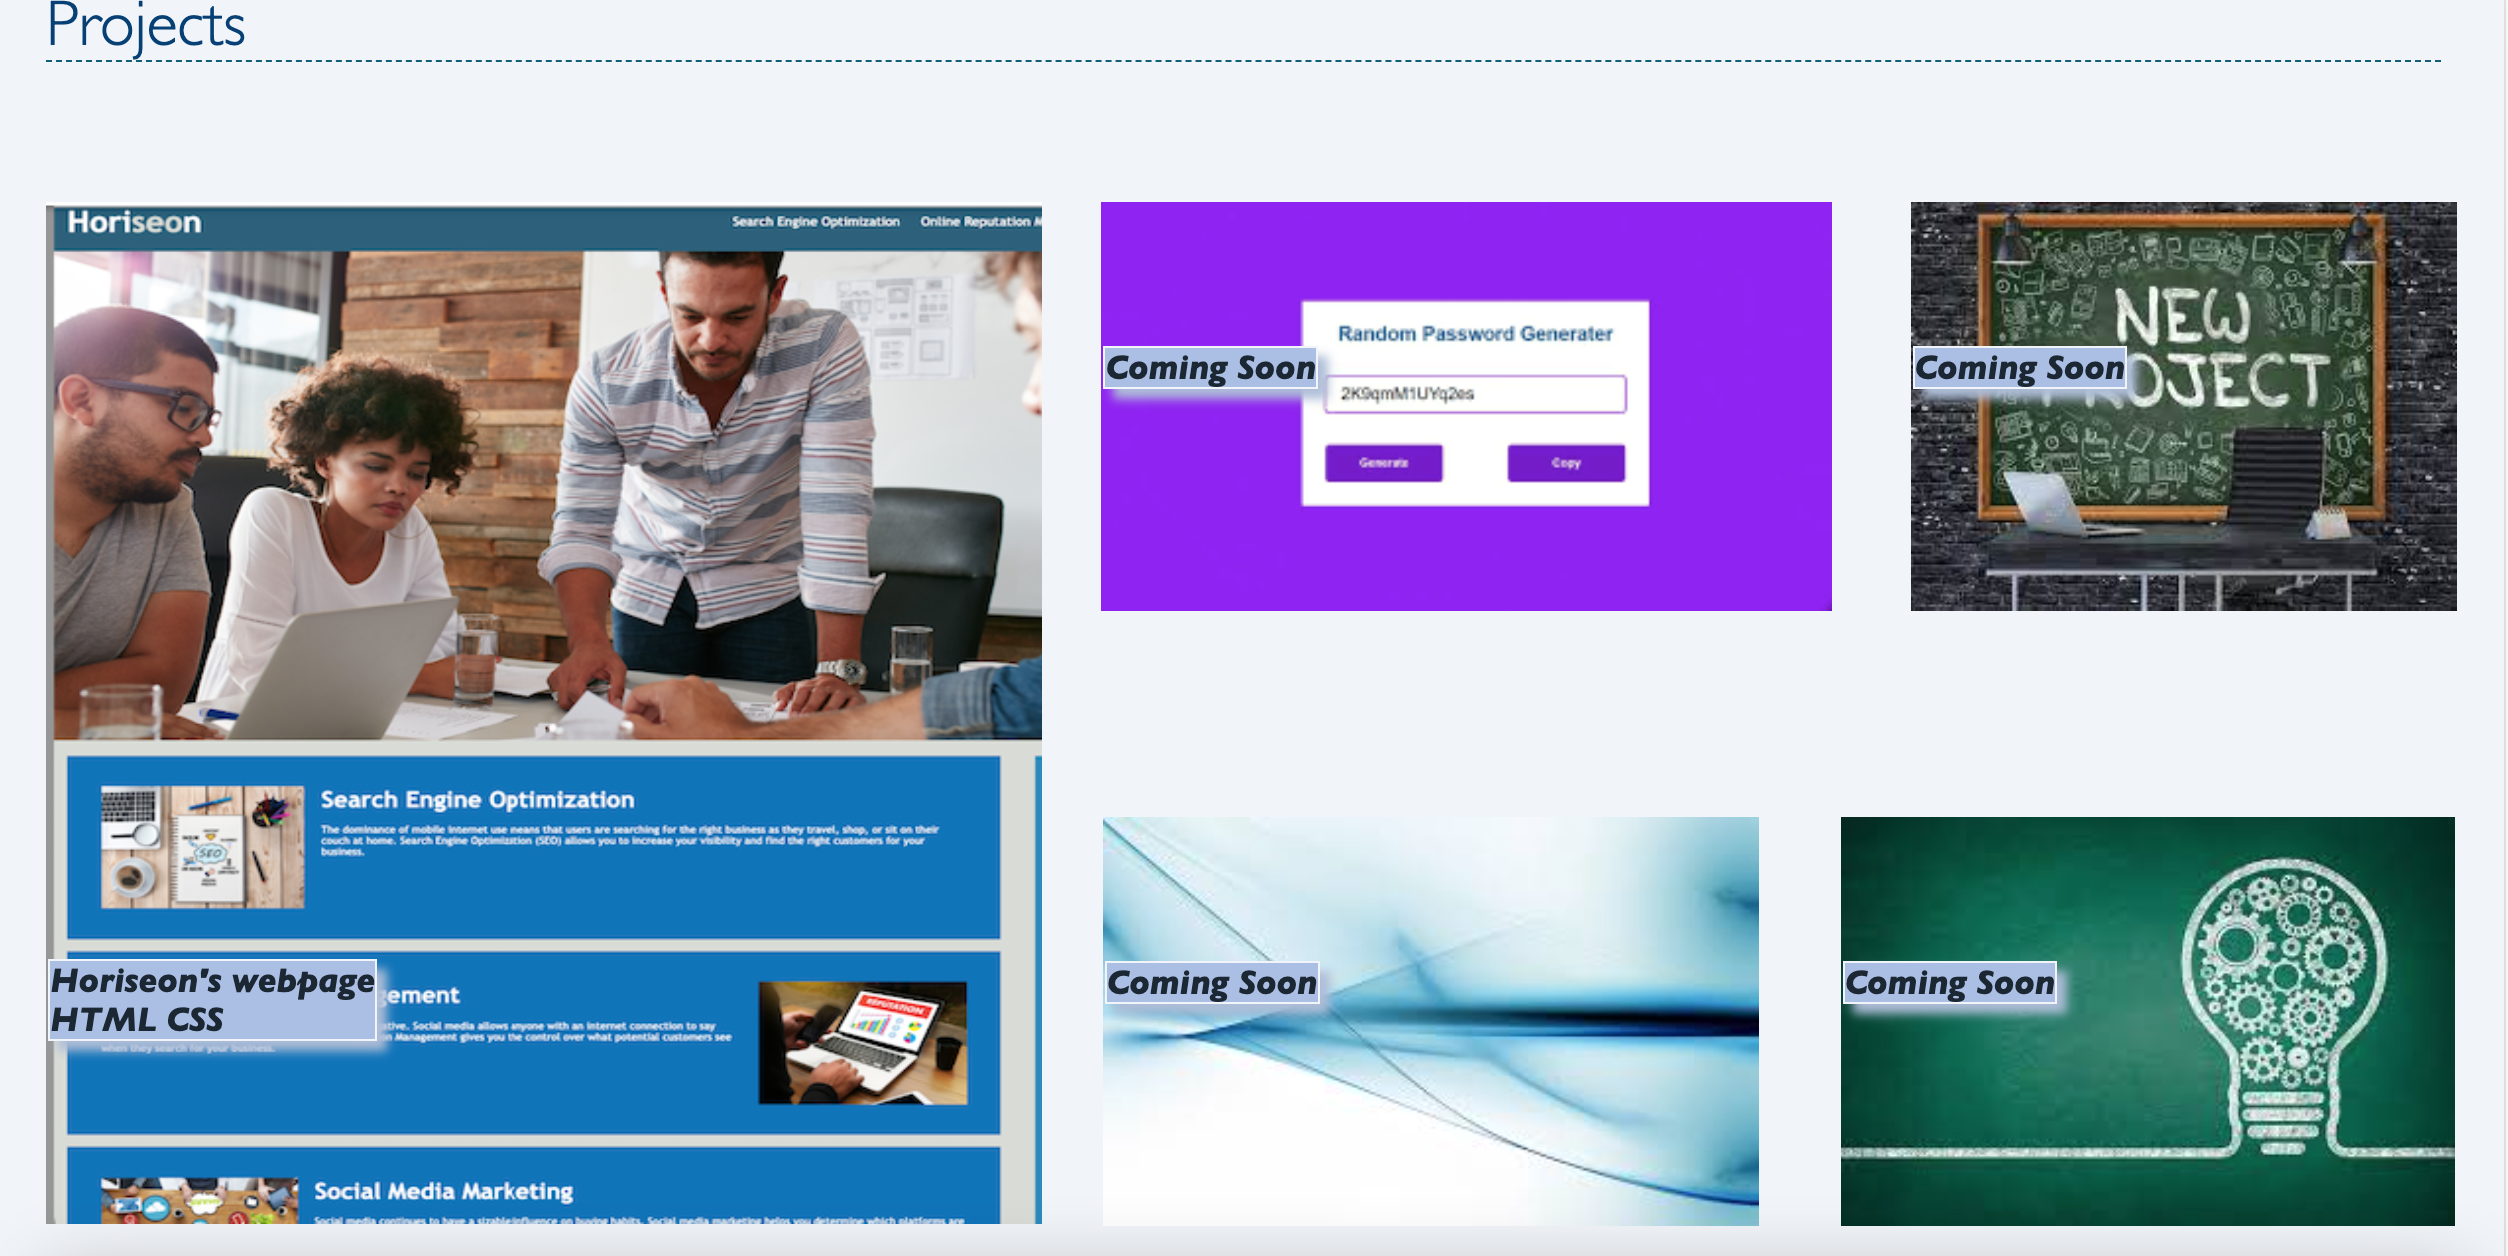 Projects
Horiseon
Search Engine Optimization Online Reputation M
Search Engine Optimization
The dominance of mobile internet use means that users are searching for the right business as they travel, shop, or sit on their
couch at home. Search Engine Optimization (SEO) allows you to increase your visibility and find the right customers for your
business.
SEO
Horiseon's webpage
HTML CSS
gement
ative. Social media allows anyone with an internet connection to say
n Management gives you the control over what potential customers see
when they search for your business.
REPUTATION
Social Media Marketing
Social media continues to have a sizable influence on buying habits. Social media marketing helps you determine which platforms are
Random Password Generater
Coming Soon
2K9qmM1UYq2es
Generate Copy
NEW
OJECT
Coming Soon
Coming Soon
Coming Soon